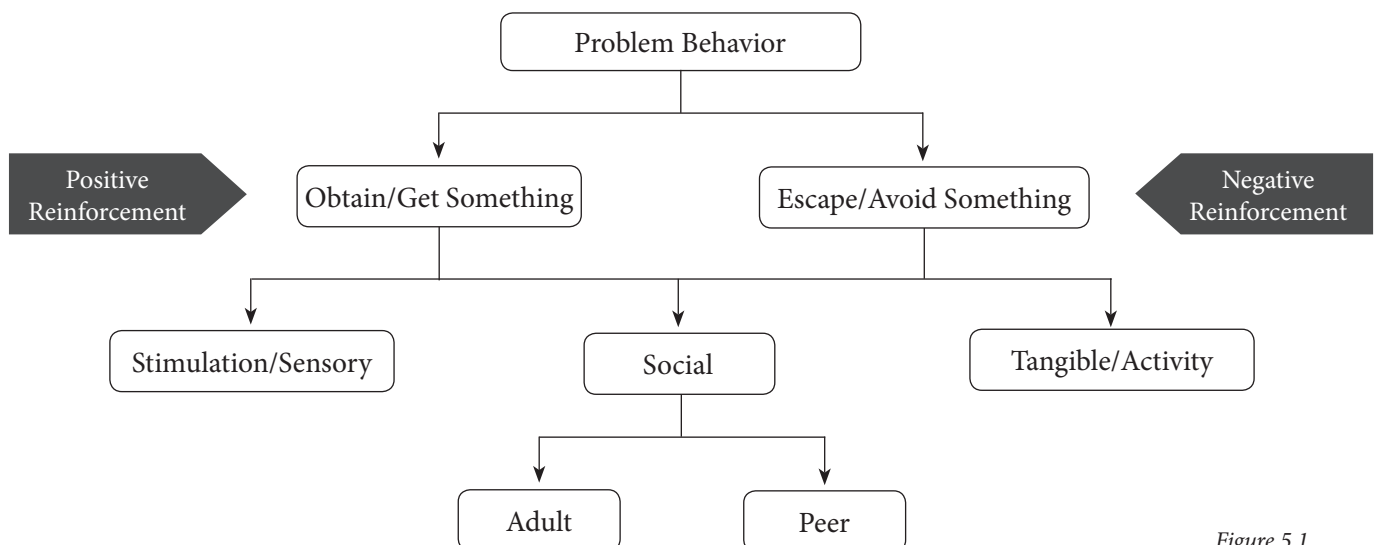 Problem Behavior
Positive
Reinforcement
Obtain/Get Something
Escape/Avoid Something
Negative
Reinforcement
Stimulation/Sensory
Social
Tangible/Activity
Adult
Peer
Figure 5.1